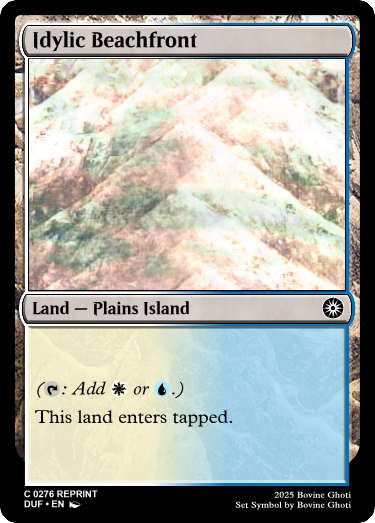 Idylic Beachfront
Land — Plains Island
(: Add or .)
This land enters tapped.
C 0276 REPRINT
2025 Bovine Ghoti
DUF • EN
Set Symbol by Bovine Ghoti